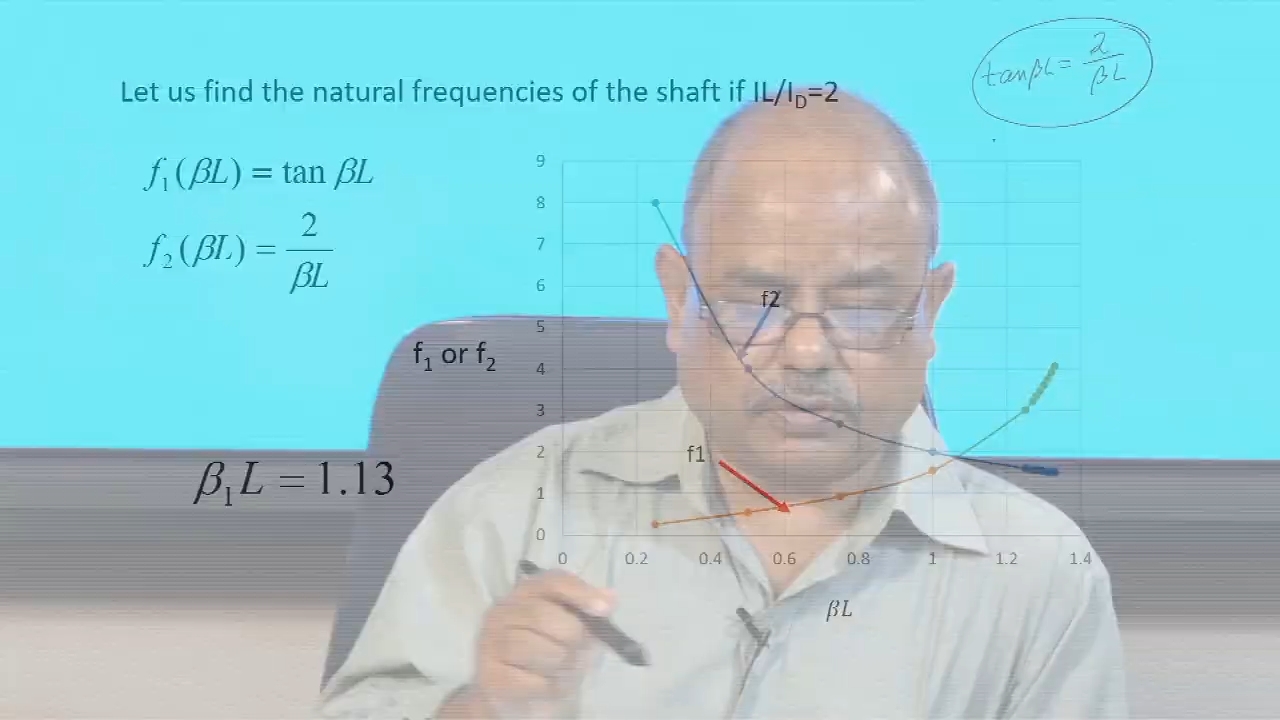 tanβL = 2/βL
Let us find the natural frequencies of the shaft if IL/I_D=2
f₁(βL) = tan βL
f₂(βL) = 2/βL
β₁L = 1.13
f₁ or f₂
9
8
7
6
5
4
3
2
1
0
f2
f1
0 0.2 0.4 0.6 0.8 1 1.2 1.4
βL